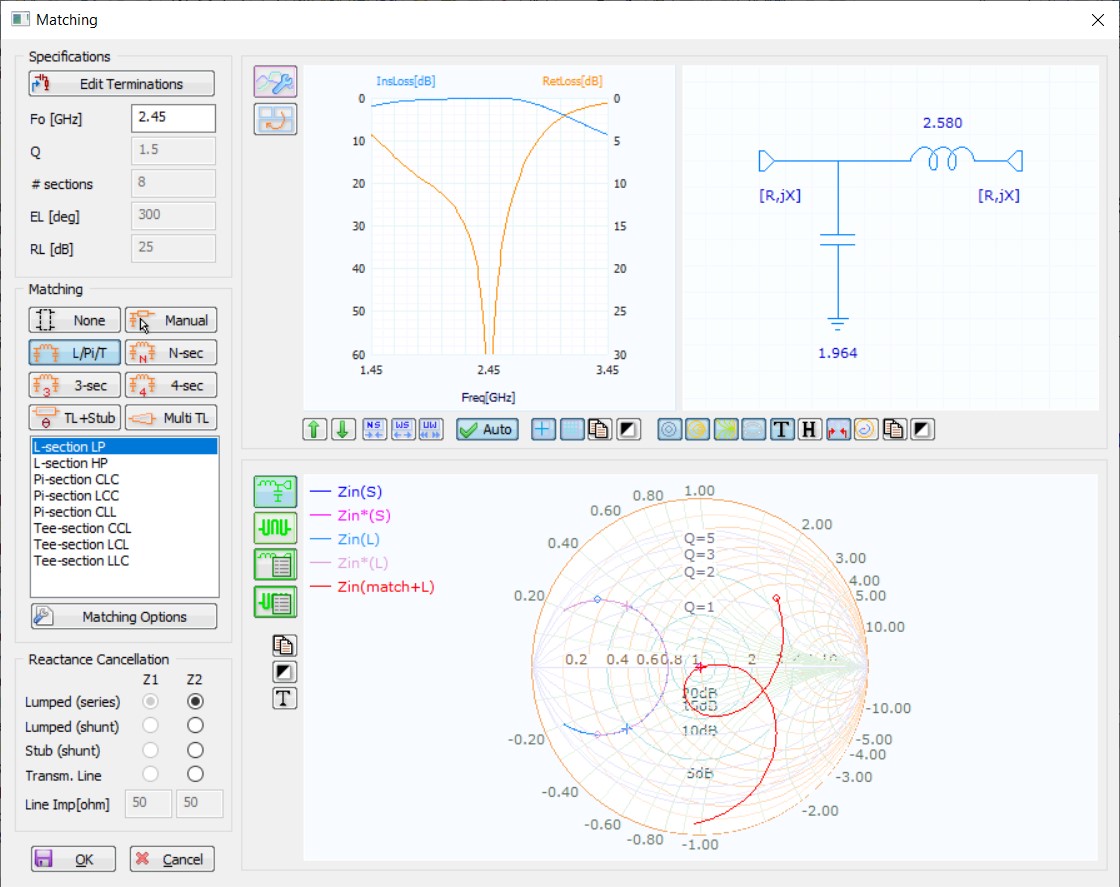 Matching
Specifications
Edit Terminations
Fo [GHz] 2.45
Q 1.5
# sections 8
EL [deg] 300
RL [dB] 25
Matching
None Manual
L/Pi/T N N-sec
3 3-sec 4 4-sec
θ TL+Stub Multi TL
L-section LP
L-section HP
Pi-section CLC
Pi-section LCC
Pi-section CLL
Tee-section CCL
Tee-section LCL
Tee-section LLC
Matching Options
Reactance Cancellation
Z1 Z2
Lumped (series)
Lumped (shunt)
Stub (shunt)
Transm. Line
Line Imp[ohm] 50 50
OK Cancel
InsLoss[dB] RetLoss[dB]
0 0
10 5
20 10
30 15
40 20
50 25
60 30
1.45 2.45 3.45
Freq[GHz]
2.580
[R,jX] [R,jX]
1.964
NS WS UW Auto T H
Zin(S)
Zin*(S)
Zin(L)
Zin*(L)
Zin(match+L)
T
1.00
0.80
0.60 2.00
Q=5
0.40 Q=3 3.00
Q=2 4.00
0.20 5.00
Q=1
10.00
0.2 0.4 0.6 0.8 1 2
20dB
15dB -10.00
10dB
-0.20 -5.00
-4.00
5dB -3.00
-0.40
-2.00
-0.60
-0.80 -1.00